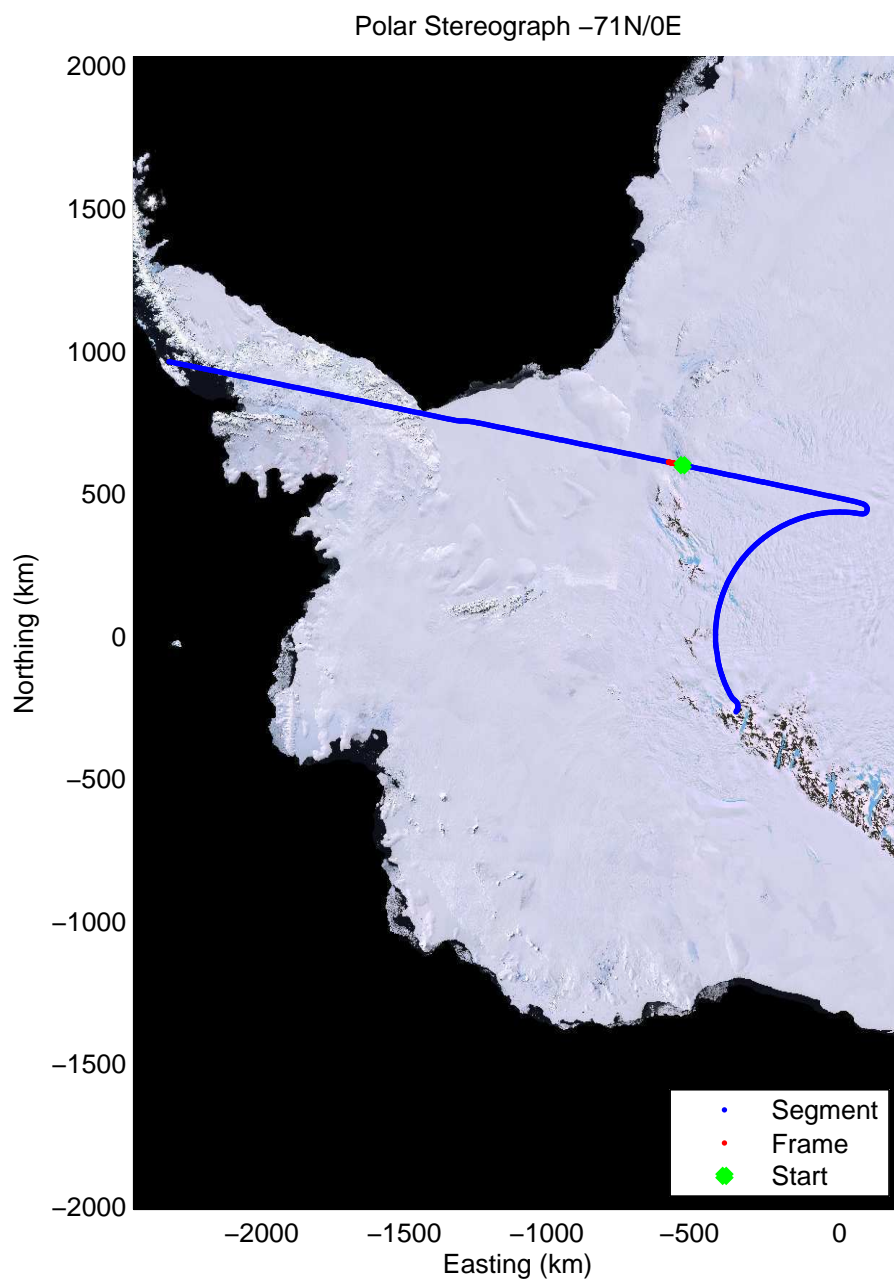 Polar Stereograph −71N/0E
2000
1500
1000
500
0
−500
−1000
−1500
−2000
Northing (km)
−2000 −1500 −1000 −500 0
Easting (km)
Segment
Frame
Start